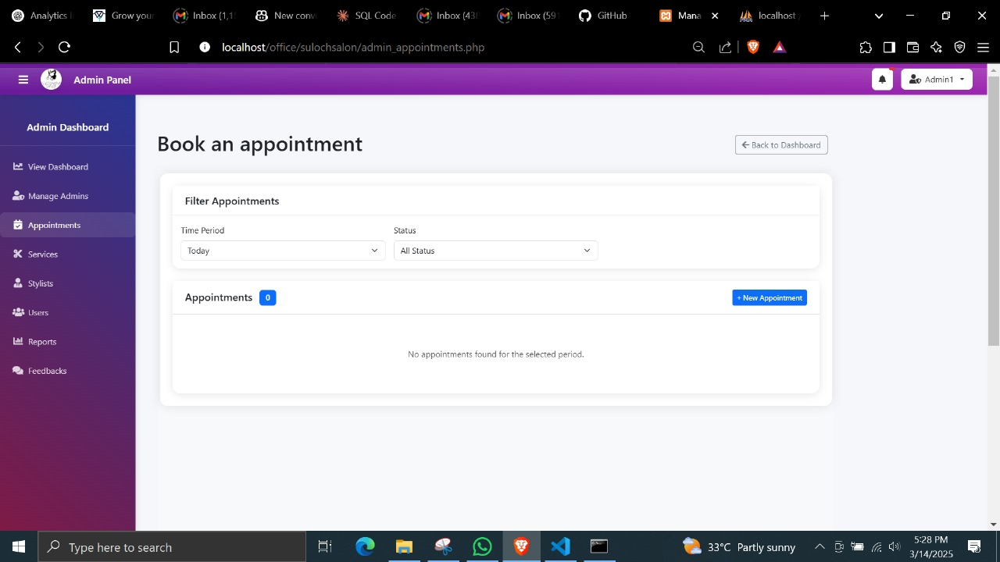 Analytics i
Grow your
Inbox (1,1
New conv
SQL Code
Inbox (438
Inbox (591
GitHub
Mana
localhost /
localhost/office/sulochsalon/admin_appointments.php
Admin Panel
Admin1
Admin Dashboard
View Dashboard
Manage Admins
Appointments
Services
Stylists
Users
Reports
Feedbacks
Book an appointment
Back to Dashboard
Filter Appointments
Time Period
Status
Today
All Status
Appointments 0
+ New Appointment
No appointments found for the selected period.
Type here to search
33°C Partly sunny
5:28 PM
3/14/2025